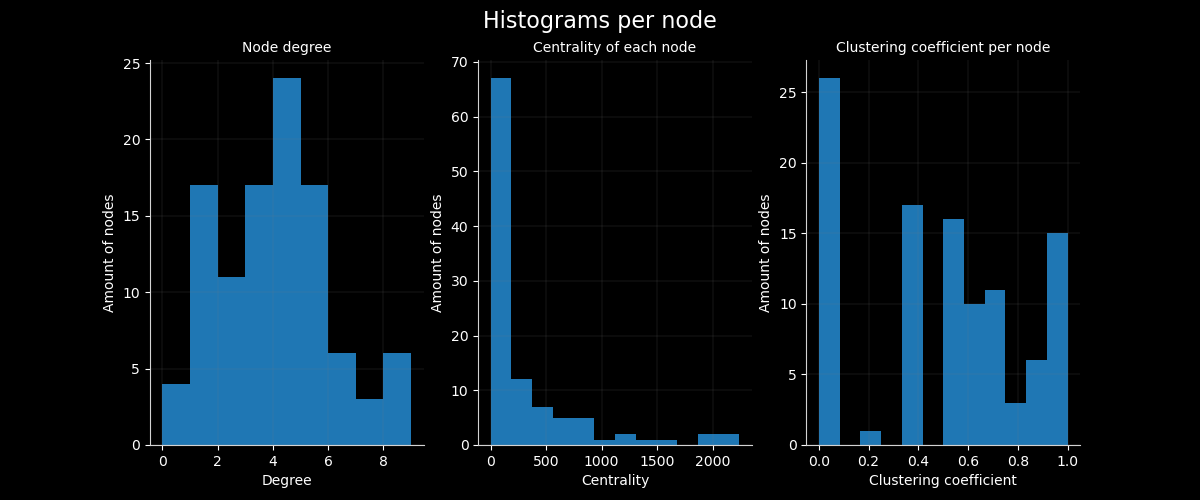 Histograms per node
Node degree
Centrality of each node
Clustering coefficient per node
Amount of nodes
25
20
15
10
5
0
0 2 4 6 8
Degree
Amount of nodes
70
60
50
40
30
20
10
0
0 500 1000 1500 2000
Centrality
Amount of nodes
25
20
15
10
5
0
0.0 0.2 0.4 0.6 0.8 1.0
Clustering coefficient